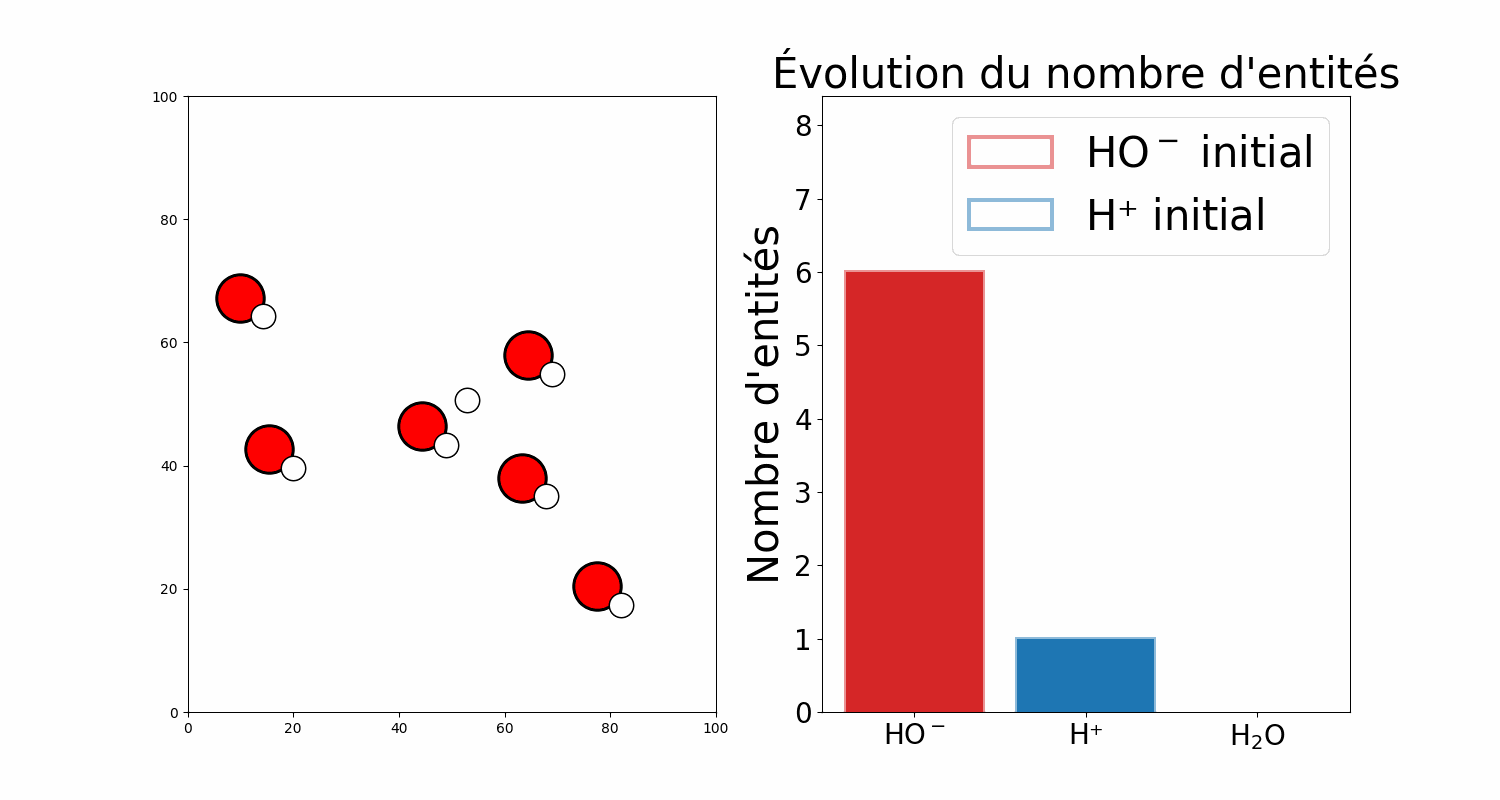 100
80
60
40
20
0
0 20 40 60 80 100
Évolution du nombre d'entités
HO⁻ initial
H⁺ initial
Nombre d'entités
8
7
6
5
4
3
2
1
0
HO⁻ H⁺ H₂O